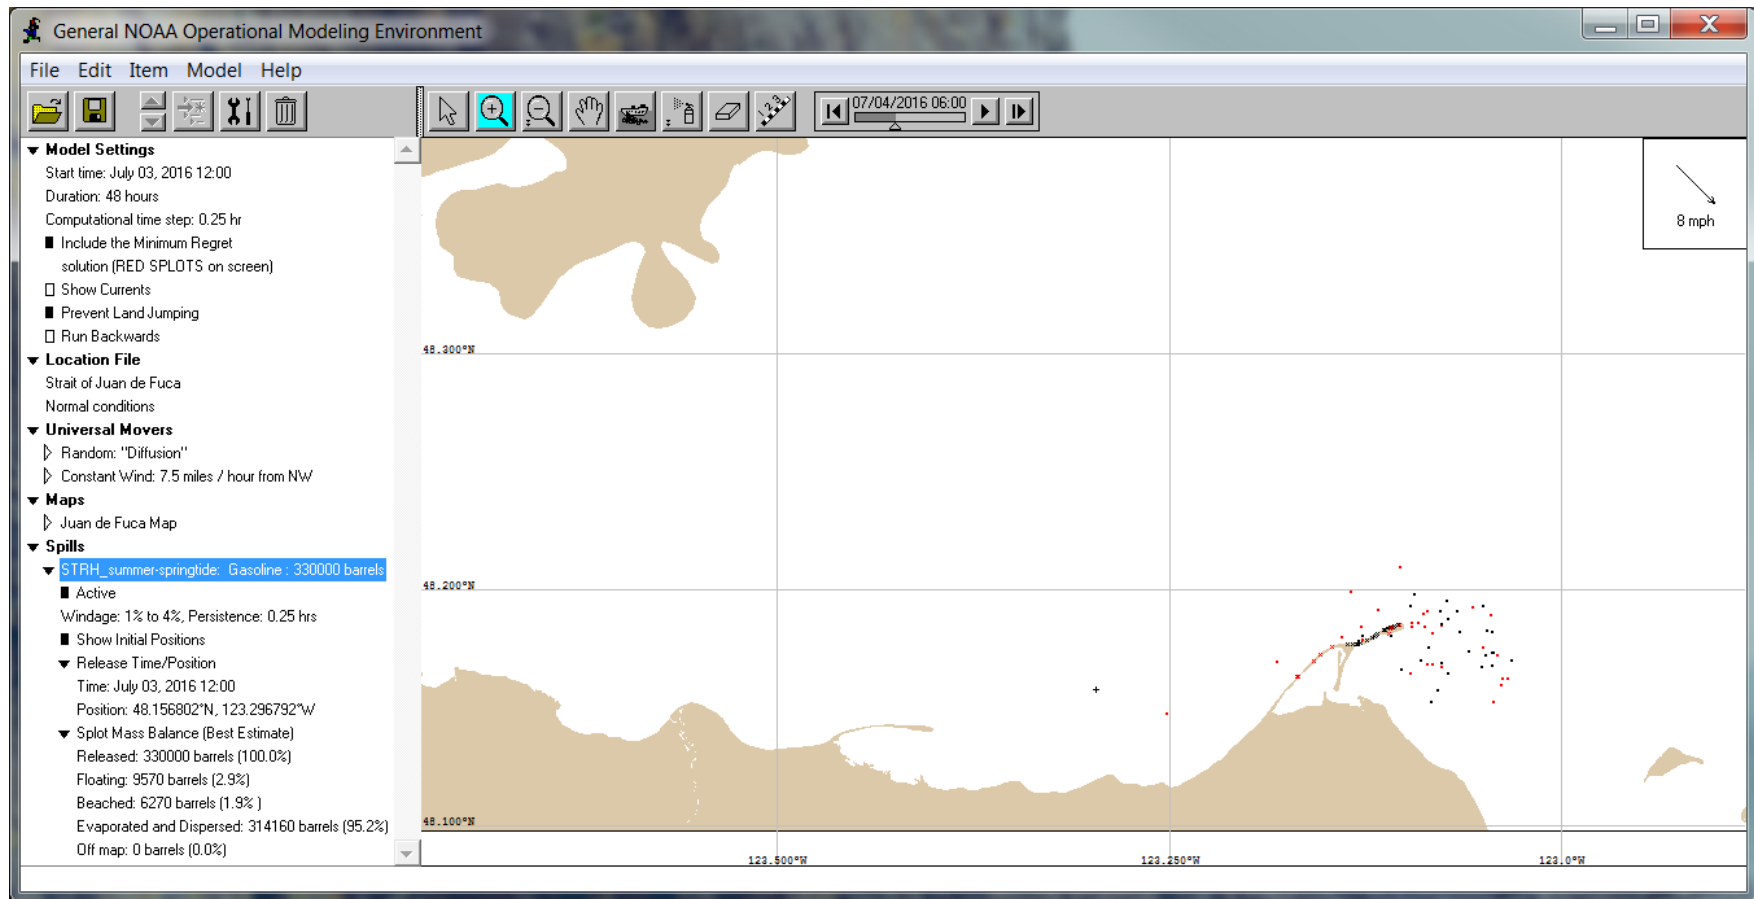 General NOAA Operational Modeling Environment
File Edit Item Model Help
07/04/2016 06:00
Model Settings
Start time: July 03, 2016 12:00
Duration: 48 hours
Computational time step: 0.25 hr
Include the Minimum Regret
solution (RED SPLOTS on screen)
Show Currents
Prevent Land Jumping
Run Backwards
Location File
Strait of Juan de Fuca
Normal conditions
Universal Movers
Random: "Diffusion"
Constant Wind: 7.5 miles / hour from NW
Maps
Juan de Fuca Map
Spills
STRH_summer-springtide: Gasoline : 330000 barrels
Active
Windage: 1% to 4%, Persistence: 0.25 hrs
Show Initial Positions
Release Time/Position
Time: July 03, 2016 12:00
Position: 48.156802°N, 123.296792°W
Splot Mass Balance (Best Estimate)
Released: 330000 barrels (100.0%)
Floating: 9570 barrels (2.9%)
Beached: 6270 barrels (1.9% )
Evaporated and Dispersed: 314160 barrels (95.2%)
Off map: 0 barrels (0.0%)
8 mph
48.300°N
48.200°N
48.100°N
123.500°W
123.250°W
123.0°W